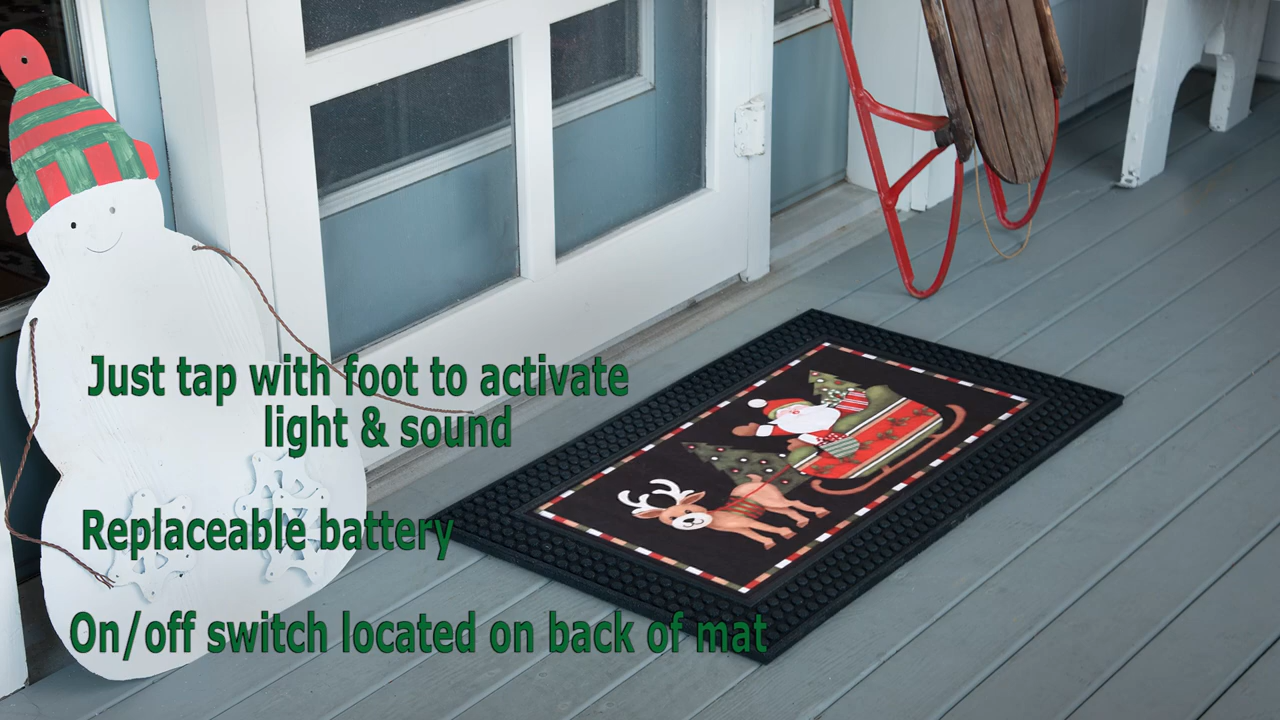 Just tap with foot to activate
light & sound
Replaceable battery
On/off switch located on back of mat